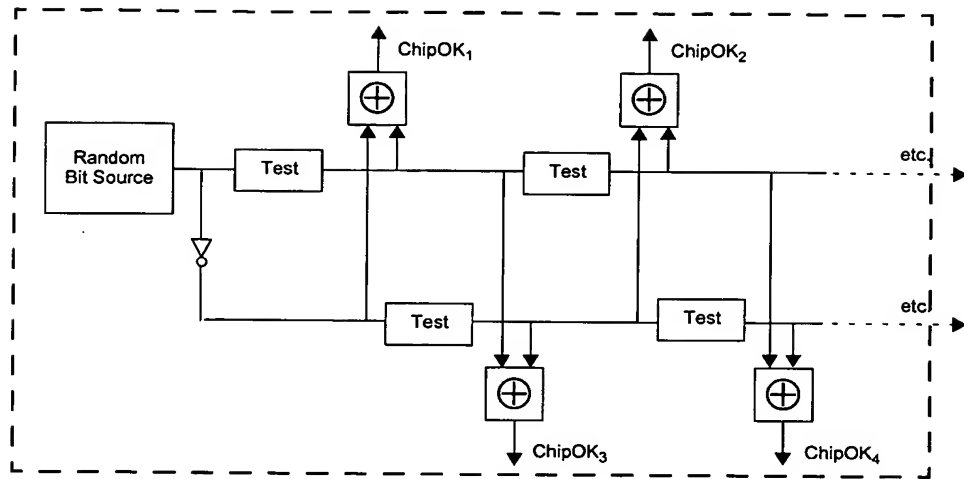 ChipOK₁
ChipOK₂
Random
Bit Source
Test
Test
etc.
Test
Test
etc.
ChipOK₃
ChipOK₄